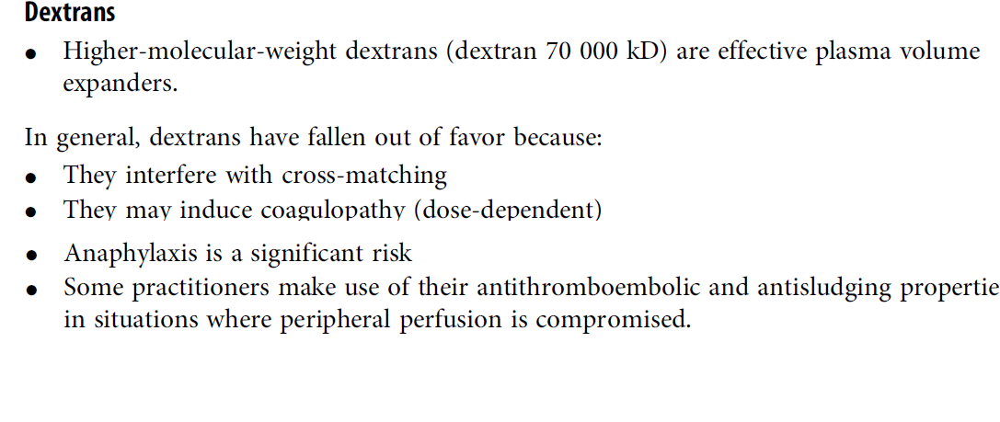 Dextrans
● Higher-molecular-weight dextrans (dextran 70 000 kD) are effective plasma volume
expanders.
In general, dextrans have fallen out of favor because:
● They interfere with cross-matching
● They may induce coagulopathy (dose-dependent)
● Anaphylaxis is a significant risk
● Some practitioners make use of their antithromboembolic and antisludging propertie
in situations where peripheral perfusion is compromised.